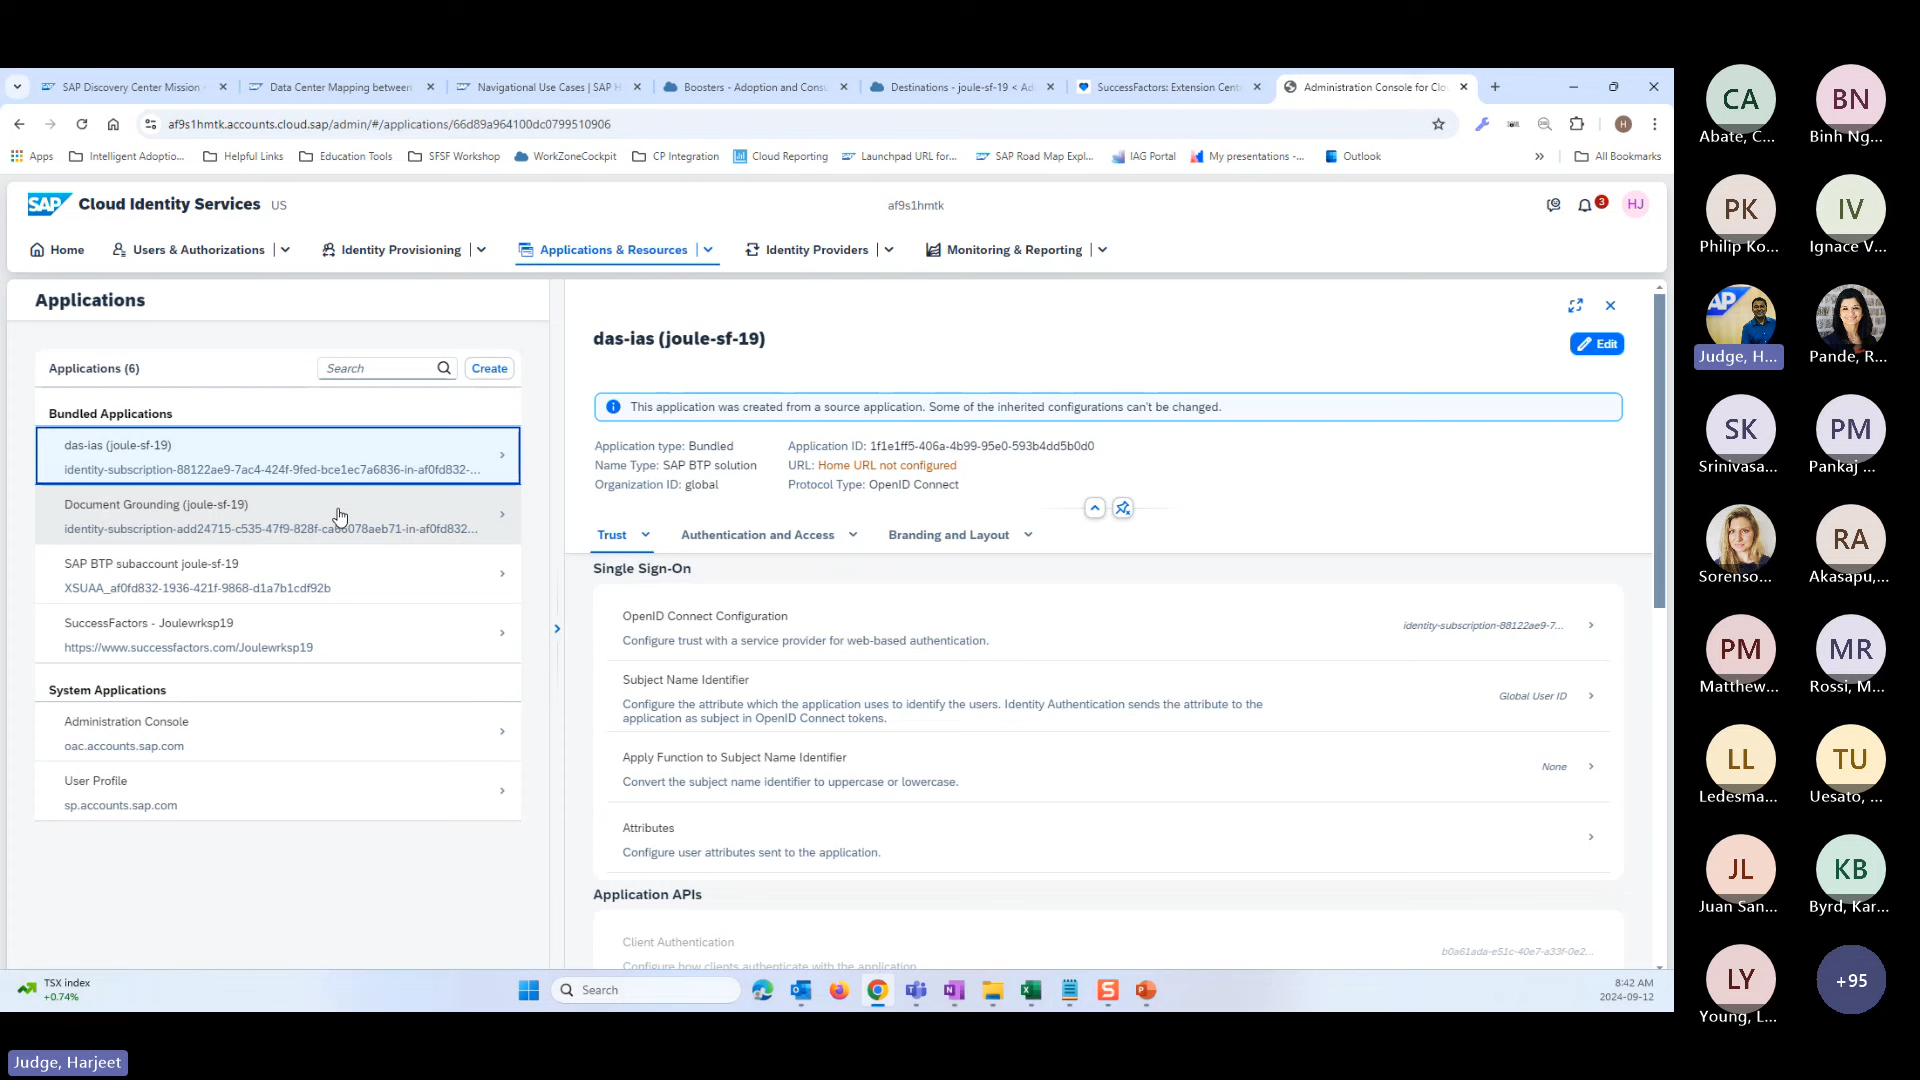 SAP Discovery Center Mission
Data Center Mapping between
Navigational Use Cases | SAP H
Boosters - Adoption and Consu
Destinations - joule-sf-19 < Ad
SuccessFactors: Extension Cent
Administration Console for Clo
af9s1hmtk.accounts.cloud.sap/admin/#/applications/66d89a964100dc0799510906
Apps
Intelligent Adoptio...
Helpful Links
Education Tools
SFSF Workshop
WorkZoneCockpit
CP Integration
Cloud Reporting
Launchpad URL for...
SAP Road Map Expl...
IAG Portal
My presentations -...
Outlook
All Bookmarks
SAP Cloud Identity Services US
af9s1hmtk
3
HJ
Home
Users & Authorizations
Identity Provisioning
Applications & Resources
Identity Providers
Monitoring & Reporting
Applications
Applications (6)
Search
Create
Bundled Applications
das-ias (joule-sf-19)
identity-subscription-88122ae9-7ac4-424f-9fed-bce1ec7a6836-in-af0fd832-...
Document Grounding (joule-sf-19)
SAP BTP subaccount joule-sf-19
XSUAA_af0fd832-1936-421f-9868-d1a7b1cdf92b
SuccessFactors - Joulewrksp19
https://www.successfactors.com/Joulewrksp19
System Applications
Administration Console
oac.accounts.sap.com
User Profile
sp.accounts.sap.com
das-ias (joule-sf-19)
Edit
This application was created from a source application. Some of the inherited configurations can't be changed.
Application type: Bundled
Application ID: 1f1e1ff5-406a-4b99-95e0-593b4dd5b0d0
Name Type: SAP BTP solution
URL: Home URL not configured
Organization ID: global
Protocol Type: OpenID Connect
Trust
Authentication and Access
Branding and Layout
Single Sign-On
OpenID Connect Configuration
identity-subscription-88122ae9-7...
Configure trust with a service provider for web-based authentication.
Subject Name Identifier
Global User ID
Configure the attribute which the application uses to identify the users. Identity Authentication sends the attribute to the
application as subject in OpenID Connect tokens.
Apply Function to Subject Name Identifier
None
Convert the subject name identifier to uppercase or lowercase.
Attributes
Configure user attributes sent to the application.
Application APIs
Client Authentication
b0a61ada-e51c-40e7-a33f-0e2...
Configure how clients authenticate with the application
TSX index
+0.74%
Search
8:42 AM
2024-09-12
CA
Abate, C...
BN
Binh Ng...
PK
Philip Ko...
IV
Ignace V...
Judge, H...
Pande, R...
SK
Srinivasa...
PM
Pankaj ...
Sorenso...
RA
Akasapu,...
PM
Matthew...
MR
Rossi, M...
LL
Ledesma...
TU
Uesato, ...
JL
Juan San...
KB
Byrd, Kar...
LY
Young, L...
+95
Judge, Harjeet